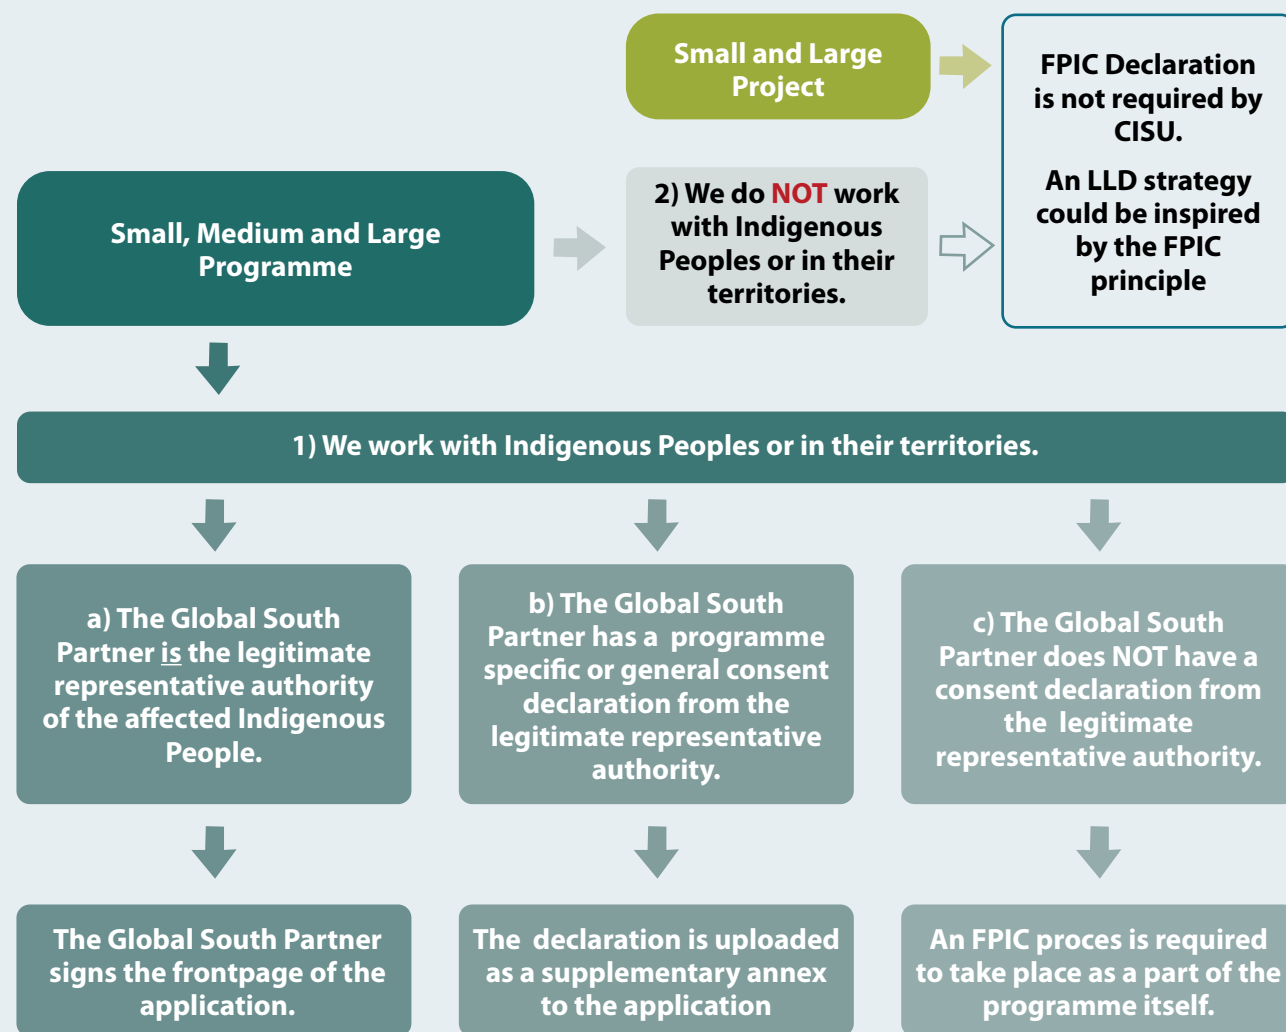 Small and Large
Project
FPIC Declaration
is not required by
CISU.
An LLD strategy
could be inspired
by the FPIC
principle
Small, Medium and Large
Programme
2) We do NOT work
with Indigenous
Peoples or in their
territories.
1) We work with Indigenous Peoples or in their territories.
a) The Global South
Partner is the legitimate
representative authority
of the affected Indigenous
People.
b) The Global South
Partner has a programme
specific or general consent
declaration from the
legitimate representative
authority.
c) The Global South
Partner does NOT have a
consent declaration from
the legitimate
representative authority.
The Global South Partner
signs the frontpage of the
application.
The declaration is uploaded
as a supplementary annex
to the application
An FPIC proces is required
to take place as a part of the
programme itself.